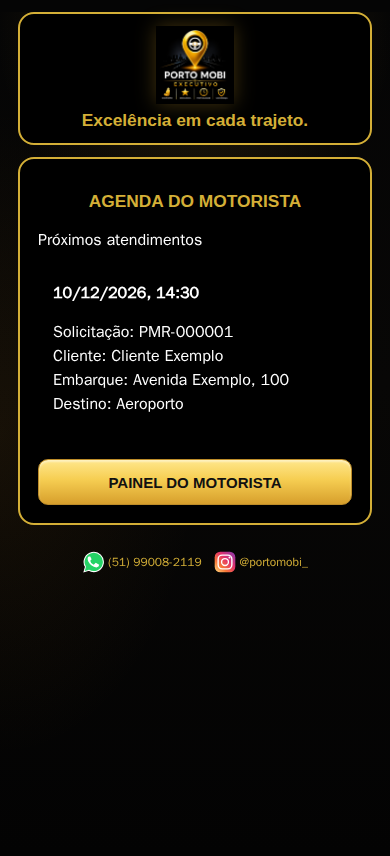 PORTO MOBI
EXECUTIVO
Excelência em cada trajeto.
AGENDA DO MOTORISTA
Próximos atendimentos
10/12/2026, 14:30
Solicitação: PMR-000001
Cliente: Cliente Exemplo
Embarque: Avenida Exemplo, 100
Destino: Aeroporto
PAINEL DO MOTORISTA
(51) 99008-2119 @portomobi_